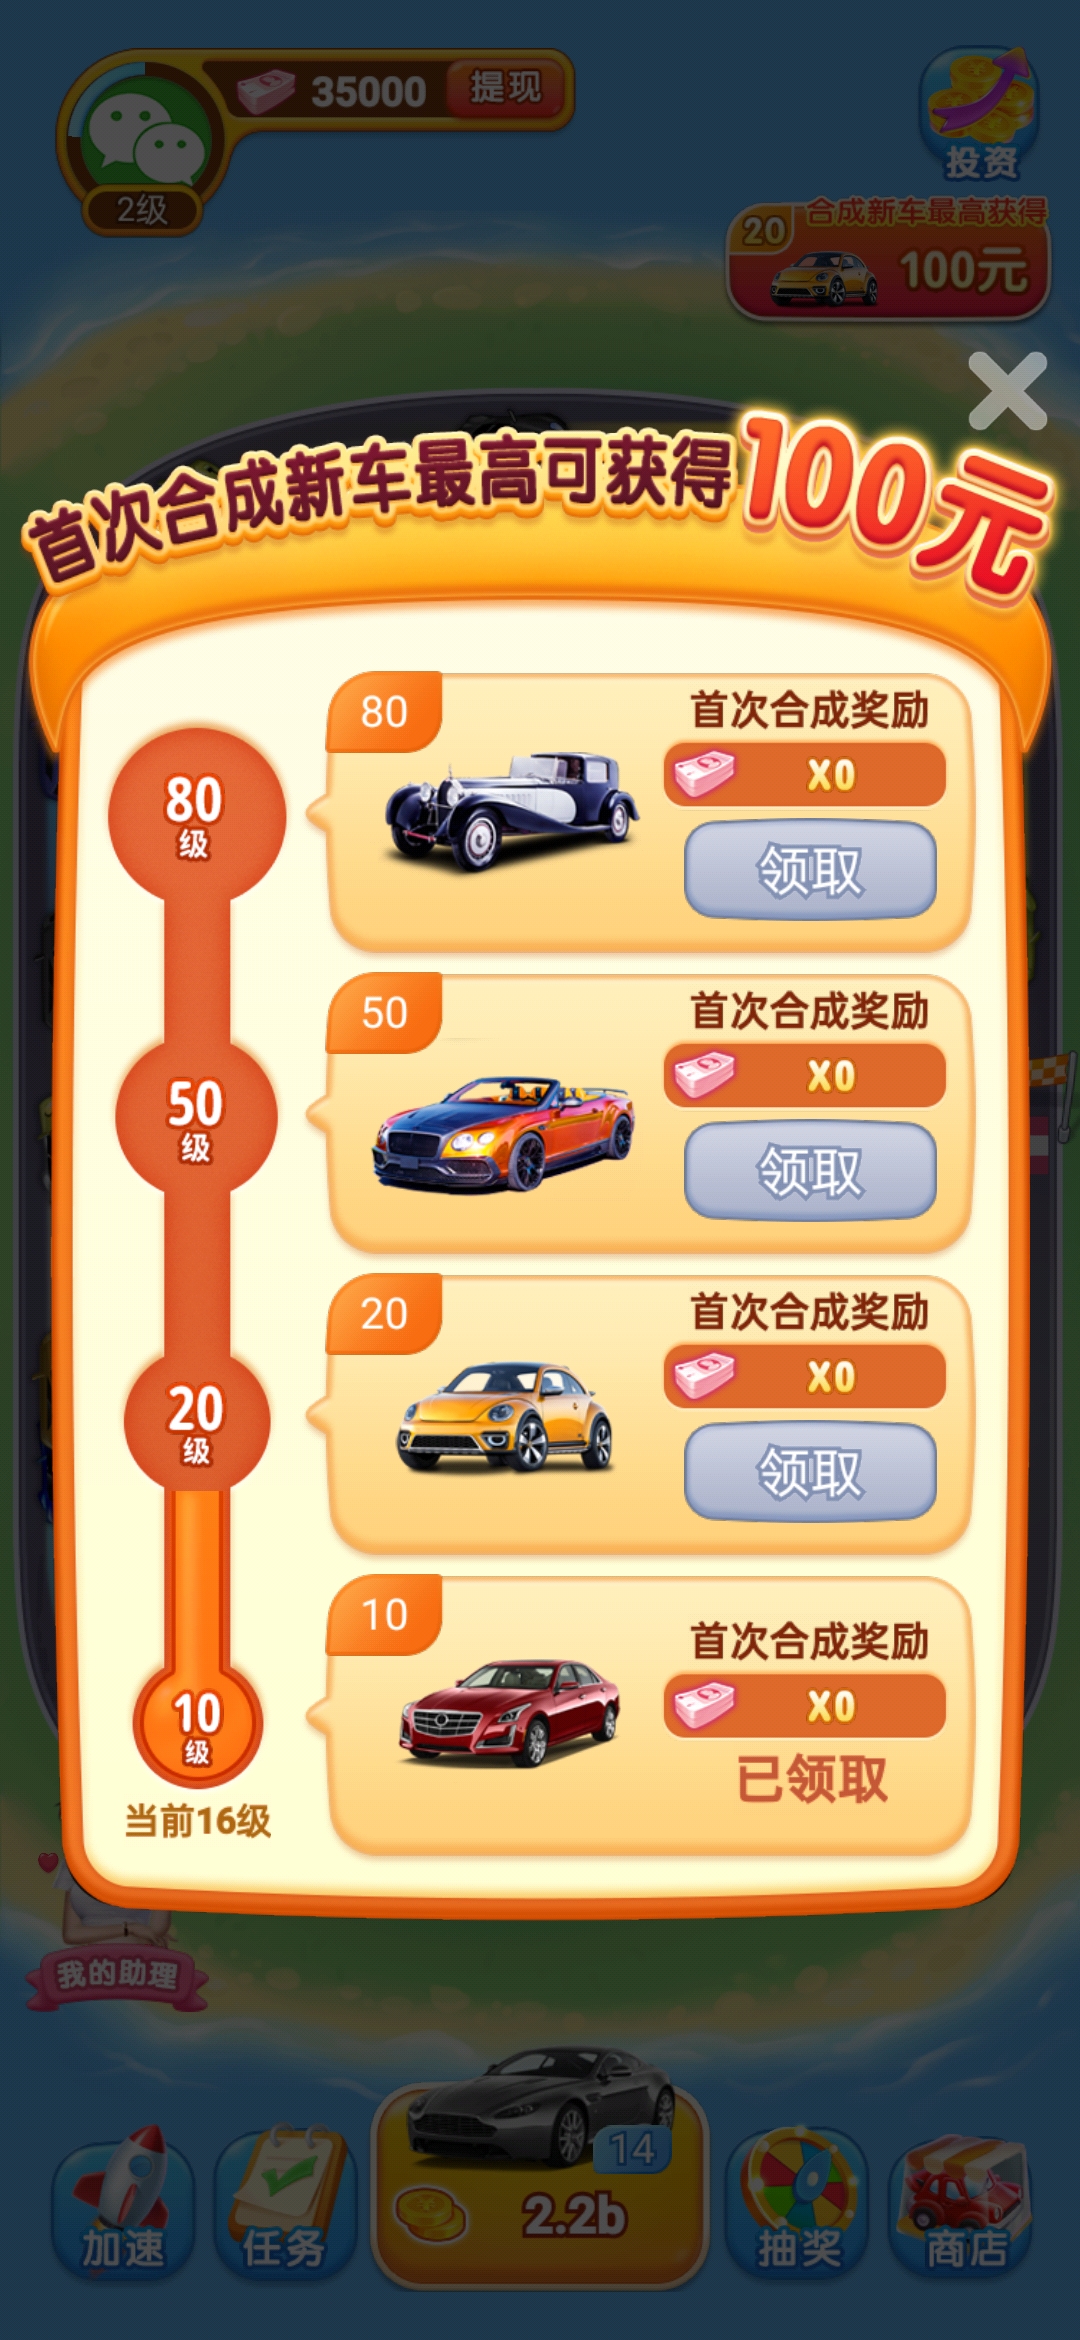 35000
提现
2级
投资
合成新车最高获得
20
100元
首次合成新车最高可获得100元
80
首次合成奖励
X0
领取
80
级
50
首次合成奖励
X0
领取
50
级
20
首次合成奖励
X0
领取
20
级
10
首次合成奖励
X0
已领取
10
级
当前16级
我的助理
14
2.2b
加速
任务
抽奖
商店